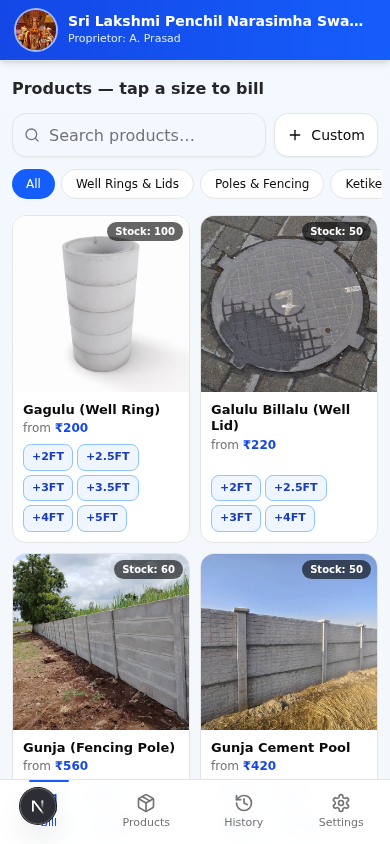 Sri Lakshmi Penchil Narasimha Swa…
Proprietor: A. Prasad
Products — tap a size to bill
Search products…
+ Custom
All
Well Rings & Lids
Poles & Fencing
Ketike
Stock: 100
Stock: 50
Gagulu (Well Ring)
from ₹200
+2FT
+2.5FT
+3FT
+3.5FT
+4FT
+5FT
Galulu Billalu (Well
Lid)
from ₹220
+2FT
+2.5FT
+3FT
+4FT
Stock: 60
Stock: 50
Gunja (Fencing Pole)
from ₹560
Gunja Cement Pool
from ₹420
N
Products
History
Settings